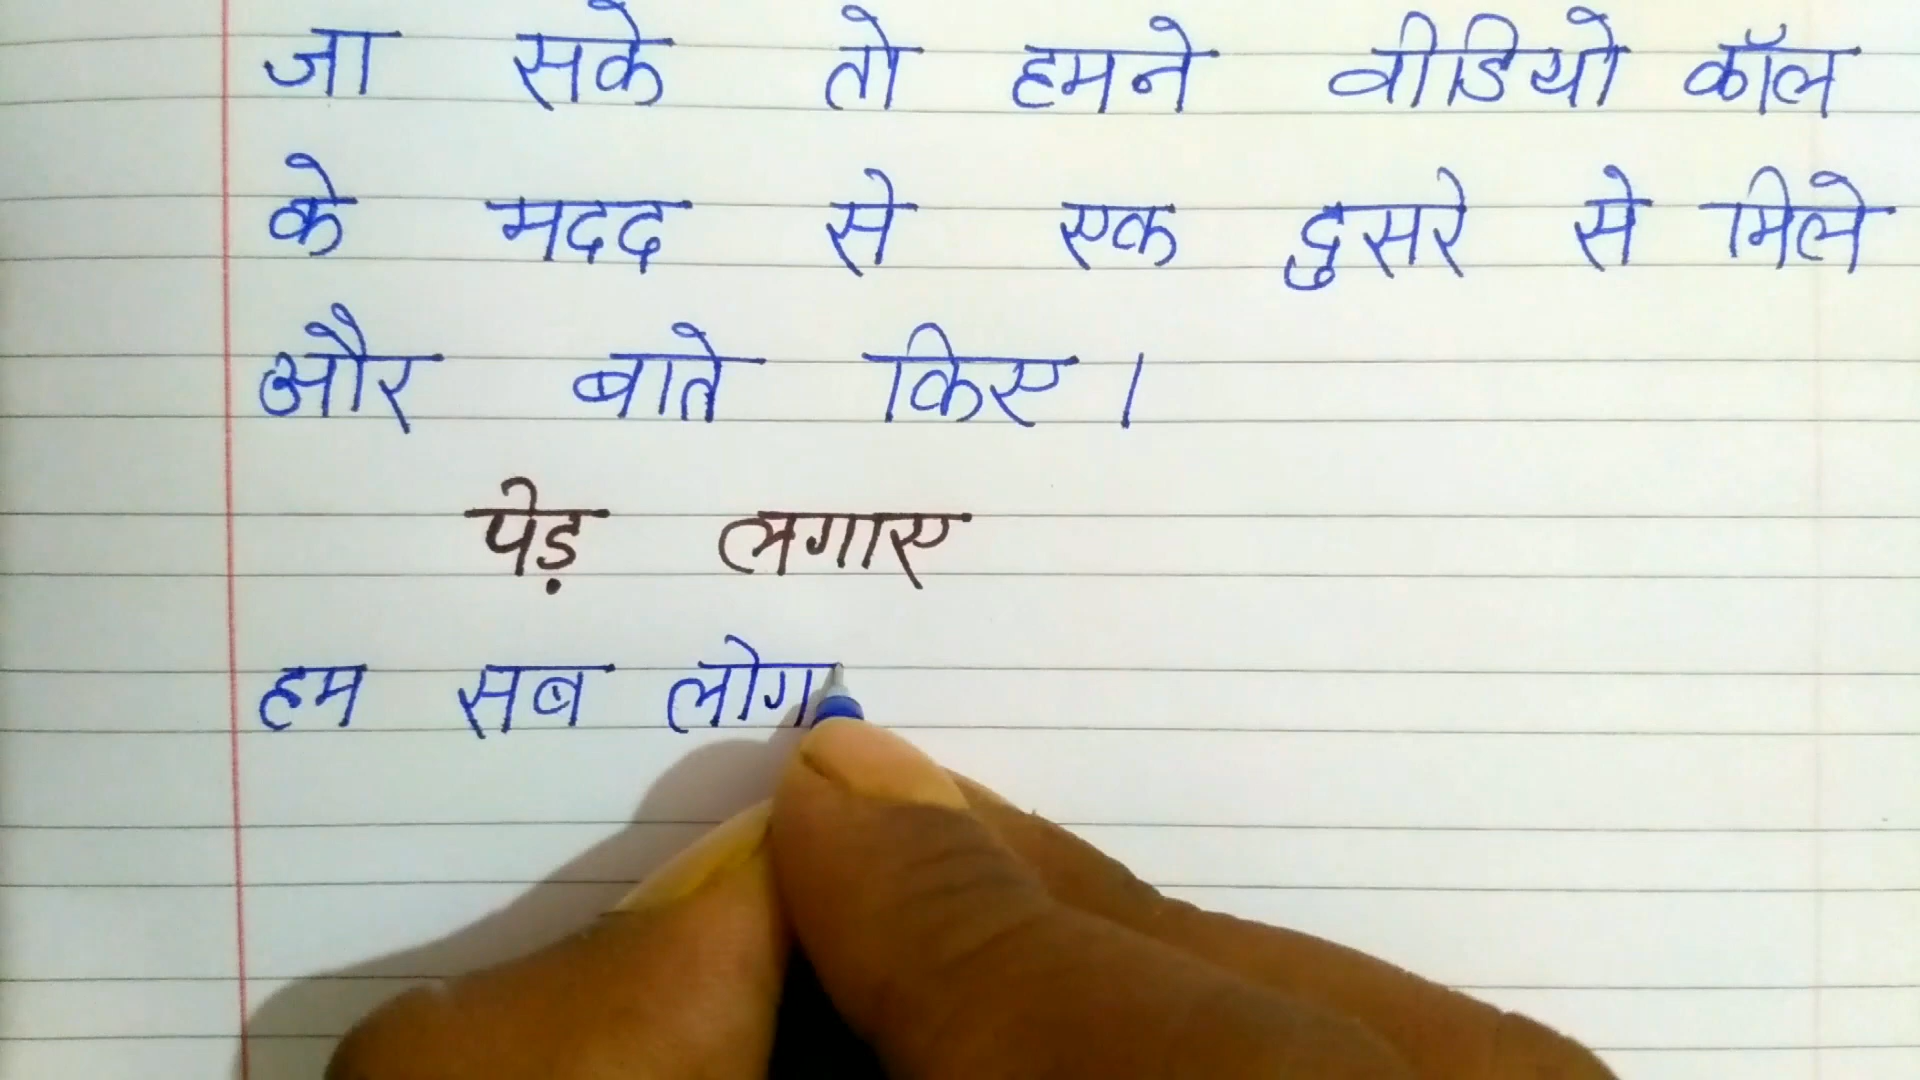 जा सके तो हमने वीडियो कॉल
के मदद से एक दुसरे से मिले
और बाते किए।
पेड़ लगाए
हम सब लोग